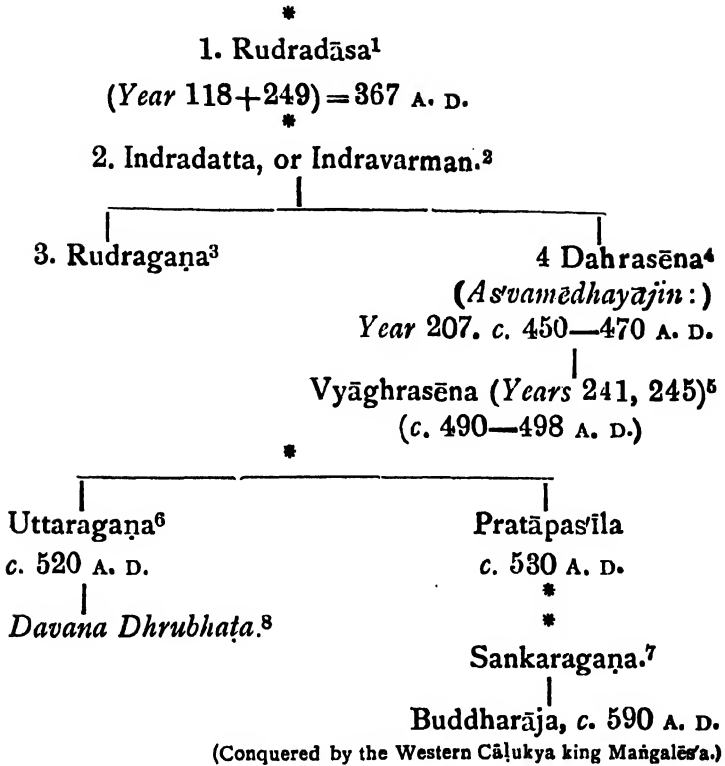 *
1. Rudradāsa¹
(Year 118+249)=367 A. D.
*
2. Indradatta, or Indravarman.²
3. Rudragaṇa³
4 Dahrasēna⁴
(As'vamēdhayājin:)
Year 207. c. 450—470 A. D.
Vyāghrasēna (Years 241, 245)⁵
(c. 490—498 A. D.)
*
Uttaragaṇa⁶
c. 520 A. D.
Davana Dhrubhaṭa.⁸
Pratāpas'īla
c. 530 A. D.
*
*
Sankaragaṇa.⁷
Buddharāja, c. 590 A. D.
(Conquered by the Western Cāḷukya king Maṅgalēs'a.)